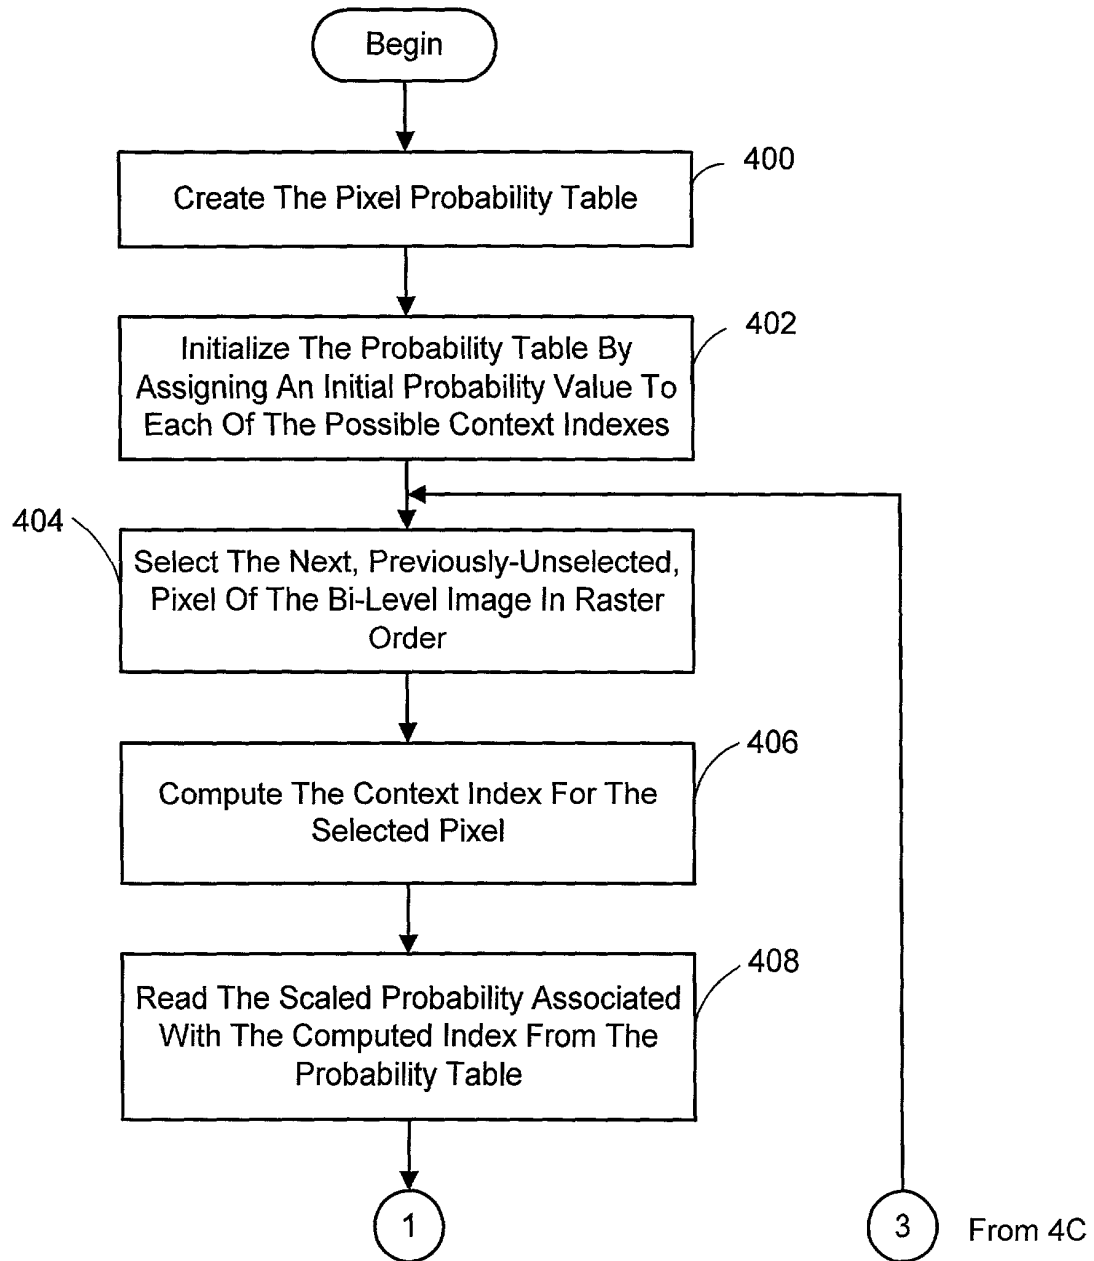 Begin
400
Create The Pixel Probability Table
402
Initialize The Probability Table By
Assigning An Initial Probability Value To
Each Of The Possible Context Indexes
404
Select The Next, Previously-Unselected,
Pixel Of The Bi-Level Image In Raster
Order
406
Compute The Context Index For The
Selected Pixel
408
Read The Scaled Probability Associated
With The Computed Index From The
Probability Table
1
3
From 4C